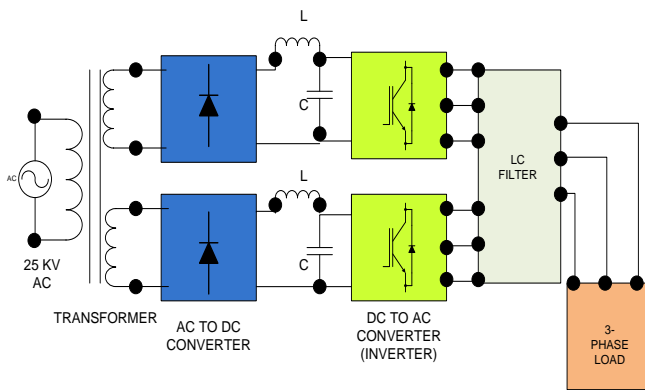 L
C
AC
25 KV
AC
TRANSFORMER
AC TO DC
CONVERTER
L
C
DC TO AC
CONVERTER
(INVERTER)
LC
FILTER
3-
PHASE
LOAD